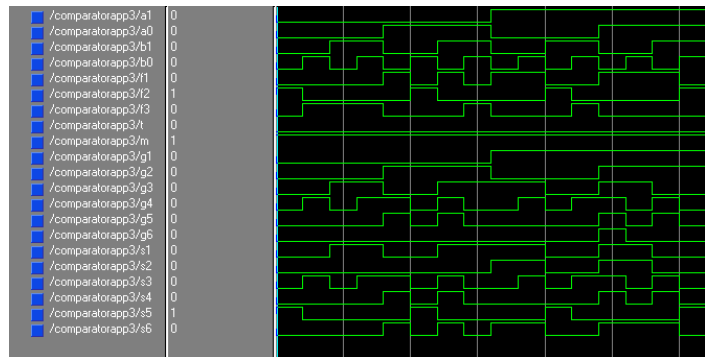 /comparatorapp3/a1 0
/comparatorapp3/a0 0
/comparatorapp3/b1 0
/comparatorapp3/b0 0
/comparatorapp3/f1 0
/comparatorapp3/f2 1
/comparatorapp3/f3 0
/comparatorapp3/t 0
/comparatorapp3/m 1
/comparatorapp3/g1 0
/comparatorapp3/g2 0
/comparatorapp3/g3 0
/comparatorapp3/g4 0
/comparatorapp3/g5 0
/comparatorapp3/g6 0
/comparatorapp3/s1 0
/comparatorapp3/s2 0
/comparatorapp3/s3 0
/comparatorapp3/s4 0
/comparatorapp3/s5 1
/comparatorapp3/s6 0